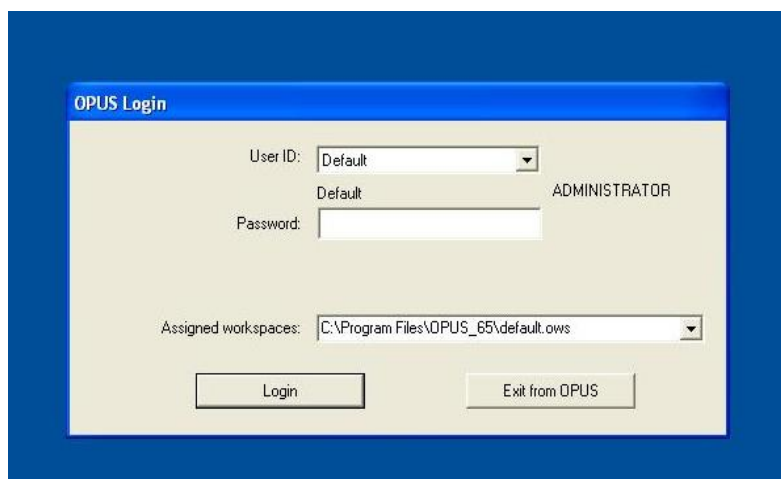 OPUS Login
User ID: Default
Default ADMINISTRATOR
Password:
Assigned workspaces: C:\Program Files\OPUS_65\default.ows
Login Exit from OPUS